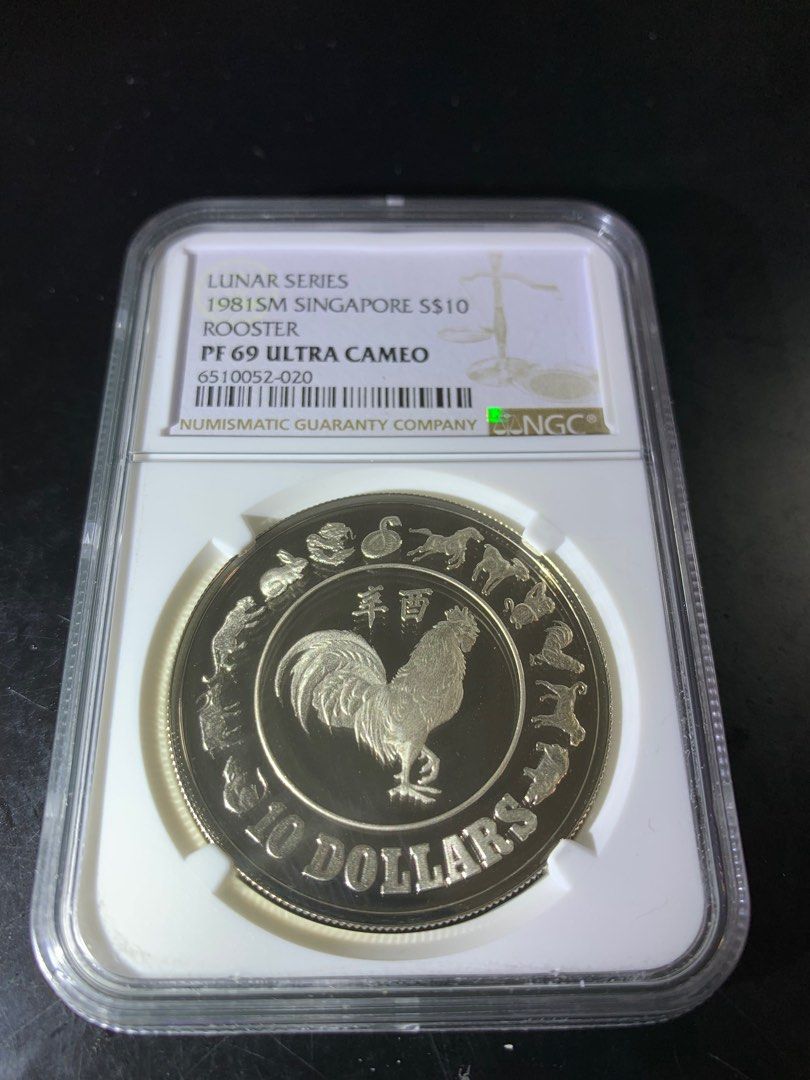 LUNAR SERIES
1981SM SINGAPORE S$10
ROOSTER
PF 69 ULTRA CAMEO
6510052-020
NUMISMATIC GUARANTY COMPANY NGC®
辛酉
10 DOLLARS